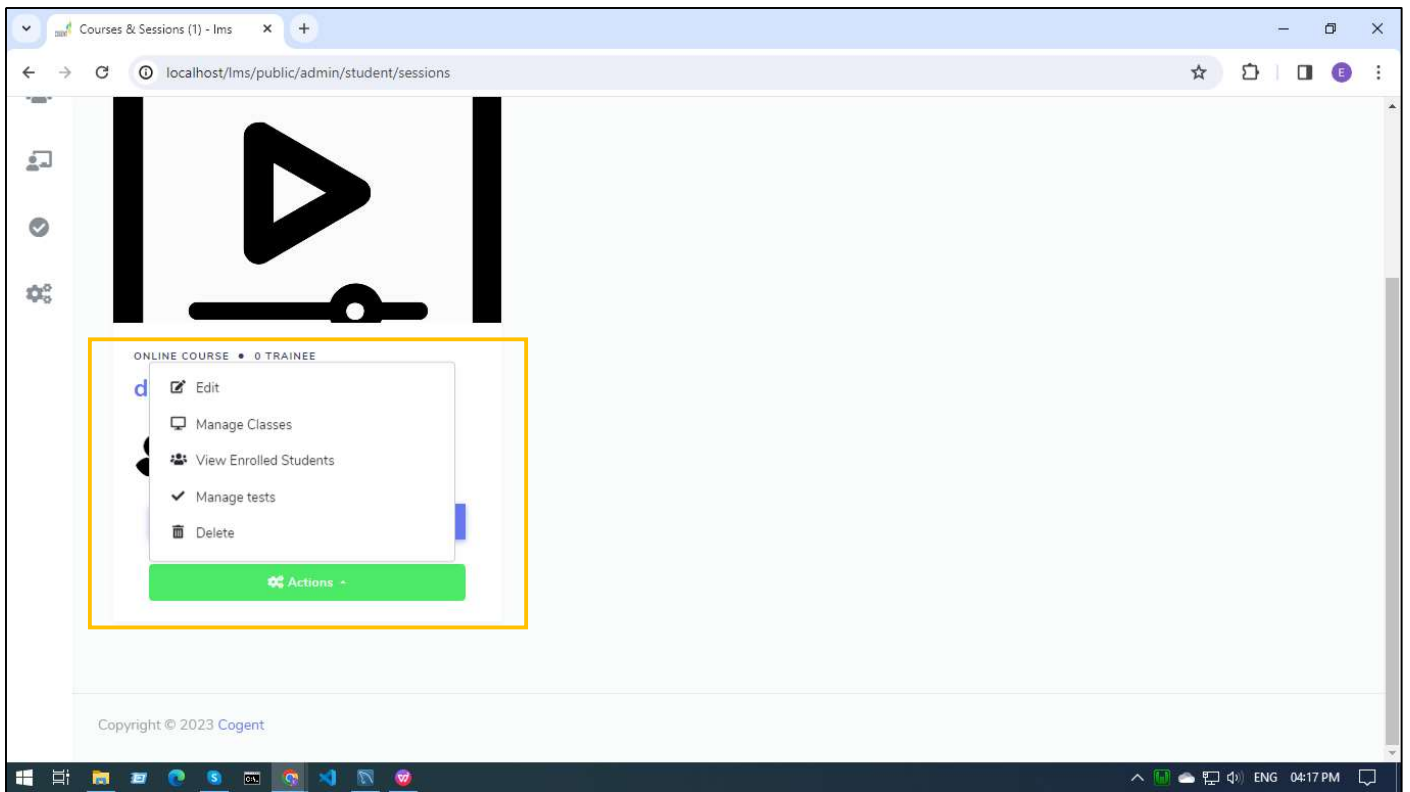 Courses & Sessions (1) - lms
localhost/lms/public/admin/student/sessions
E
ONLINE COURSE • 0 TRAINEE
d
Edit
Manage Classes
View Enrolled Students
Manage tests
Delete
Actions
Copyright © 2023 Cogent
ENG 04:17 PM